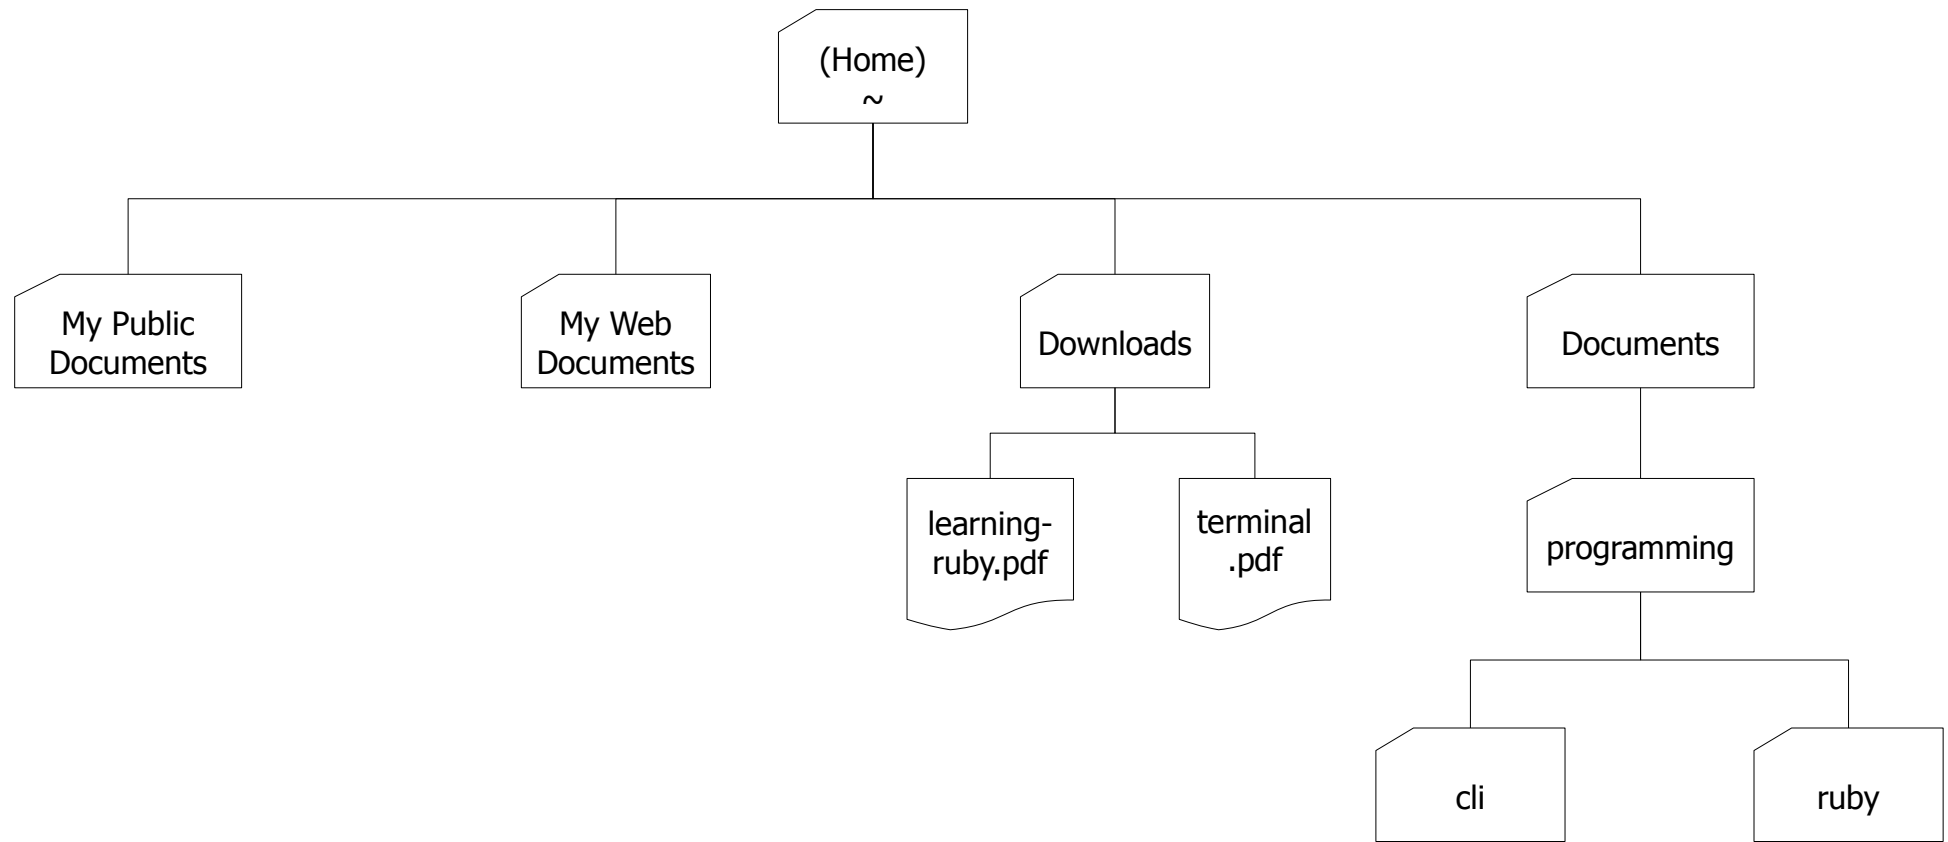 (Home)
~
My Public
Documents
My Web
Documents
Downloads
Documents
learning-
ruby.pdf
terminal
.pdf
programming
cli
ruby